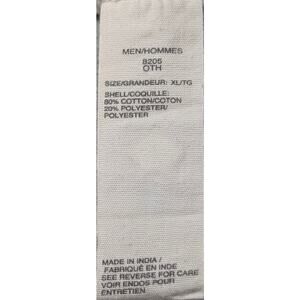 MEN/HOMMES
8205
OTH
SIZE/GRANDEUR: XL/TG
SHELL/COQUILLE:
80% COTTON/COTON
20% POLYESTER/
POLYESTER
MADE IN INDIA/
FABRIQUÉ EN INDE
SEE REVERSE FOR CARE
VOIR ENDOS POUR
ENTRETIEN